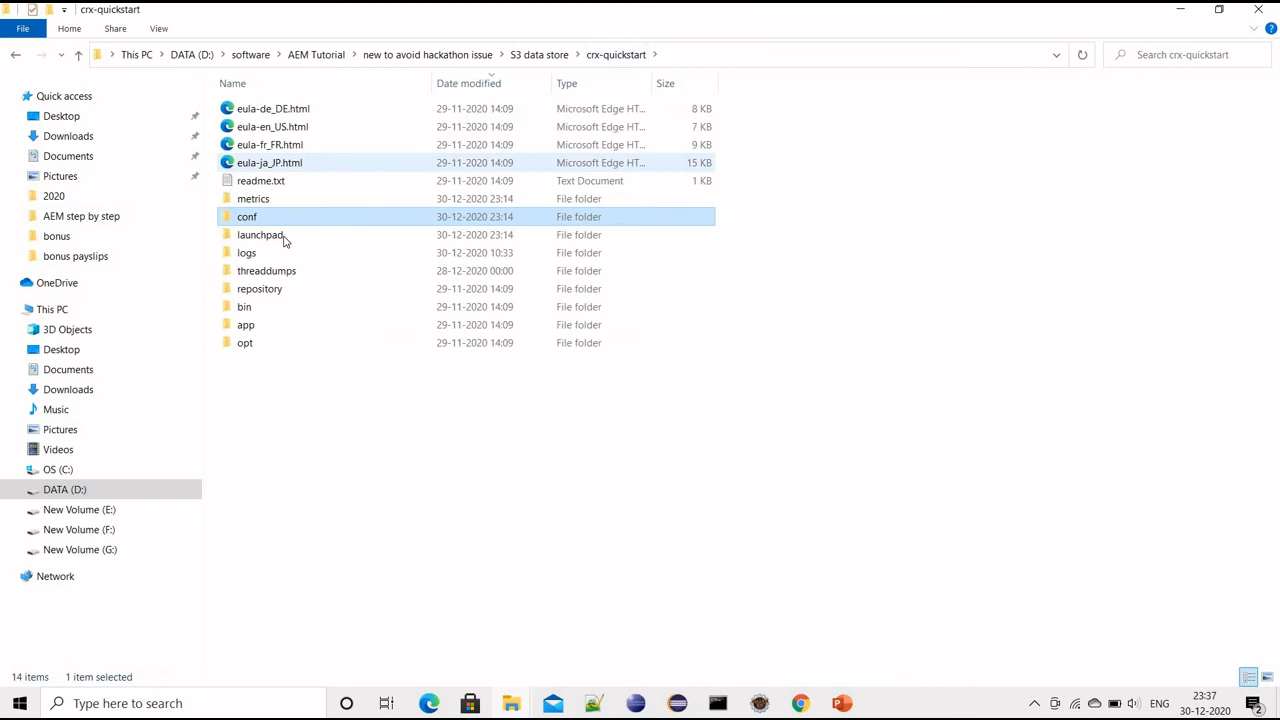 crx-quickstart
File Home Share View
This PC DATA (D:) software AEM Tutorial new to avoid hackathon issue S3 data store crx-quickstart Search crx-quickstart
Name Date modified Type Size
Quick access
Desktop
Downloads
Documents
Pictures
2020
AEM step by step
bonus
bonus payslips
OneDrive
This PC
3D Objects
Desktop
Documents
Downloads
Music
Pictures
Videos
OS (C:)
DATA (D:)
New Volume (E:)
New Volume (F:)
New Volume (G:)
Network
eula-de_DE.html 29-11-2020 14:09 Microsoft Edge HT... 8 KB
eula-en_US.html 29-11-2020 14:09 Microsoft Edge HT... 7 KB
eula-fr_FR.html 29-11-2020 14:09 Microsoft Edge HT... 9 KB
eula-ja_JP.html 29-11-2020 14:09 Microsoft Edge HT... 15 KB
readme.txt 29-11-2020 14:09 Text Document 1 KB
metrics 30-12-2020 23:14 File folder
conf 30-12-2020 23:14 File folder
launchpad 30-12-2020 23:14 File folder
logs 30-12-2020 10:33 File folder
threaddumps 28-12-2020 00:00 File folder
repository 29-11-2020 14:09 File folder
bin 29-11-2020 14:09 File folder
app 29-11-2020 14:09 File folder
opt 29-11-2020 14:09 File folder
14 items 1 item selected
Type here to search
ENG
23:37
30-12-2020
2